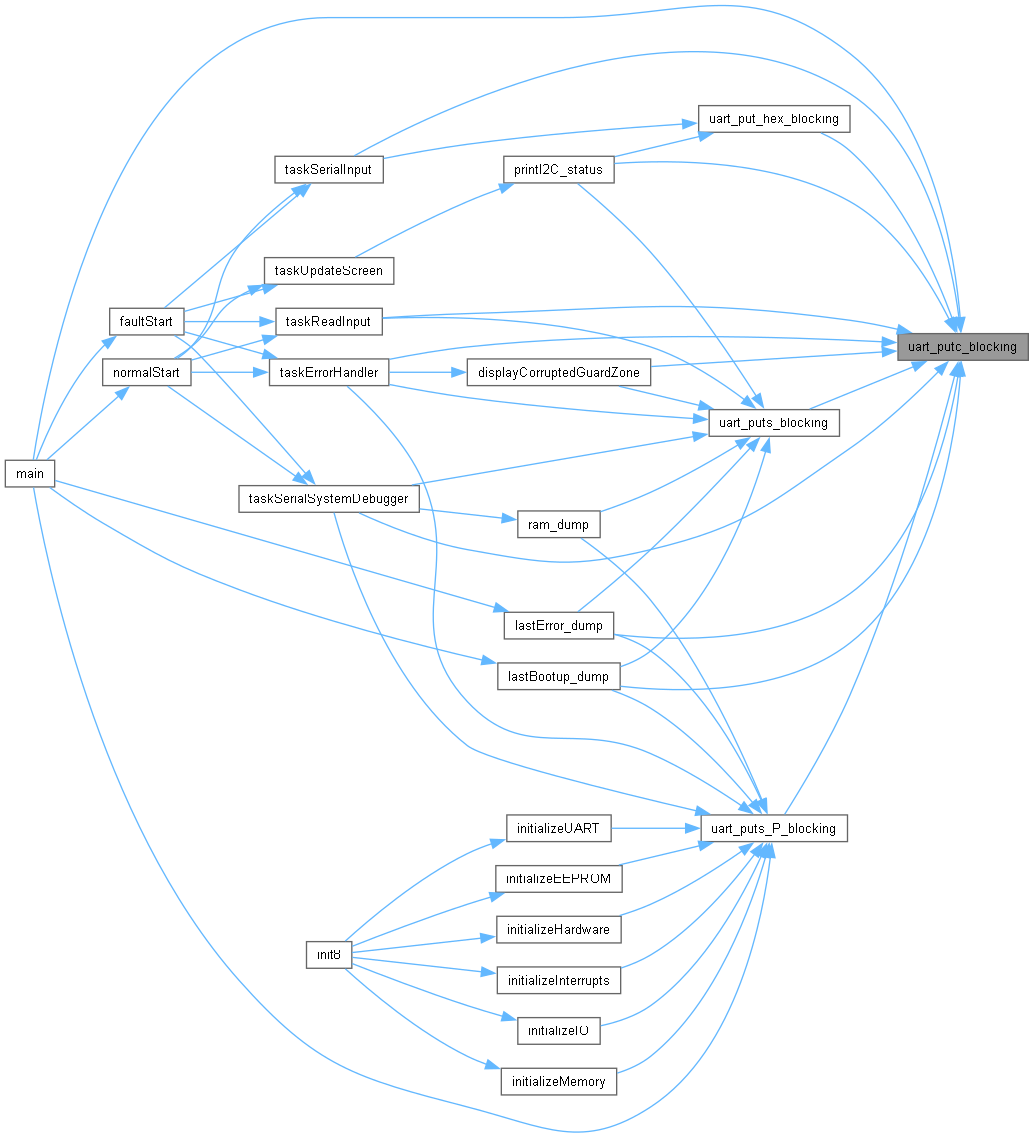 uart_put_hex_blocking
taskSerialInput
printI2C_status
taskUpdateScreen
faultStart
taskReadInput
uart_putc_blocking
normalStart
taskErrorHandler
displayCorruptedGuardZone
uart_puts_blocking
main
taskSerialSystemDebugger
ram_dump
lastError_dump
lastBootup_dump
initializeUART
uart_puts_P_blocking
initializeEEPROM
initializeHardware
init8
initializeInterrupts
initializeIO
initializeMemory